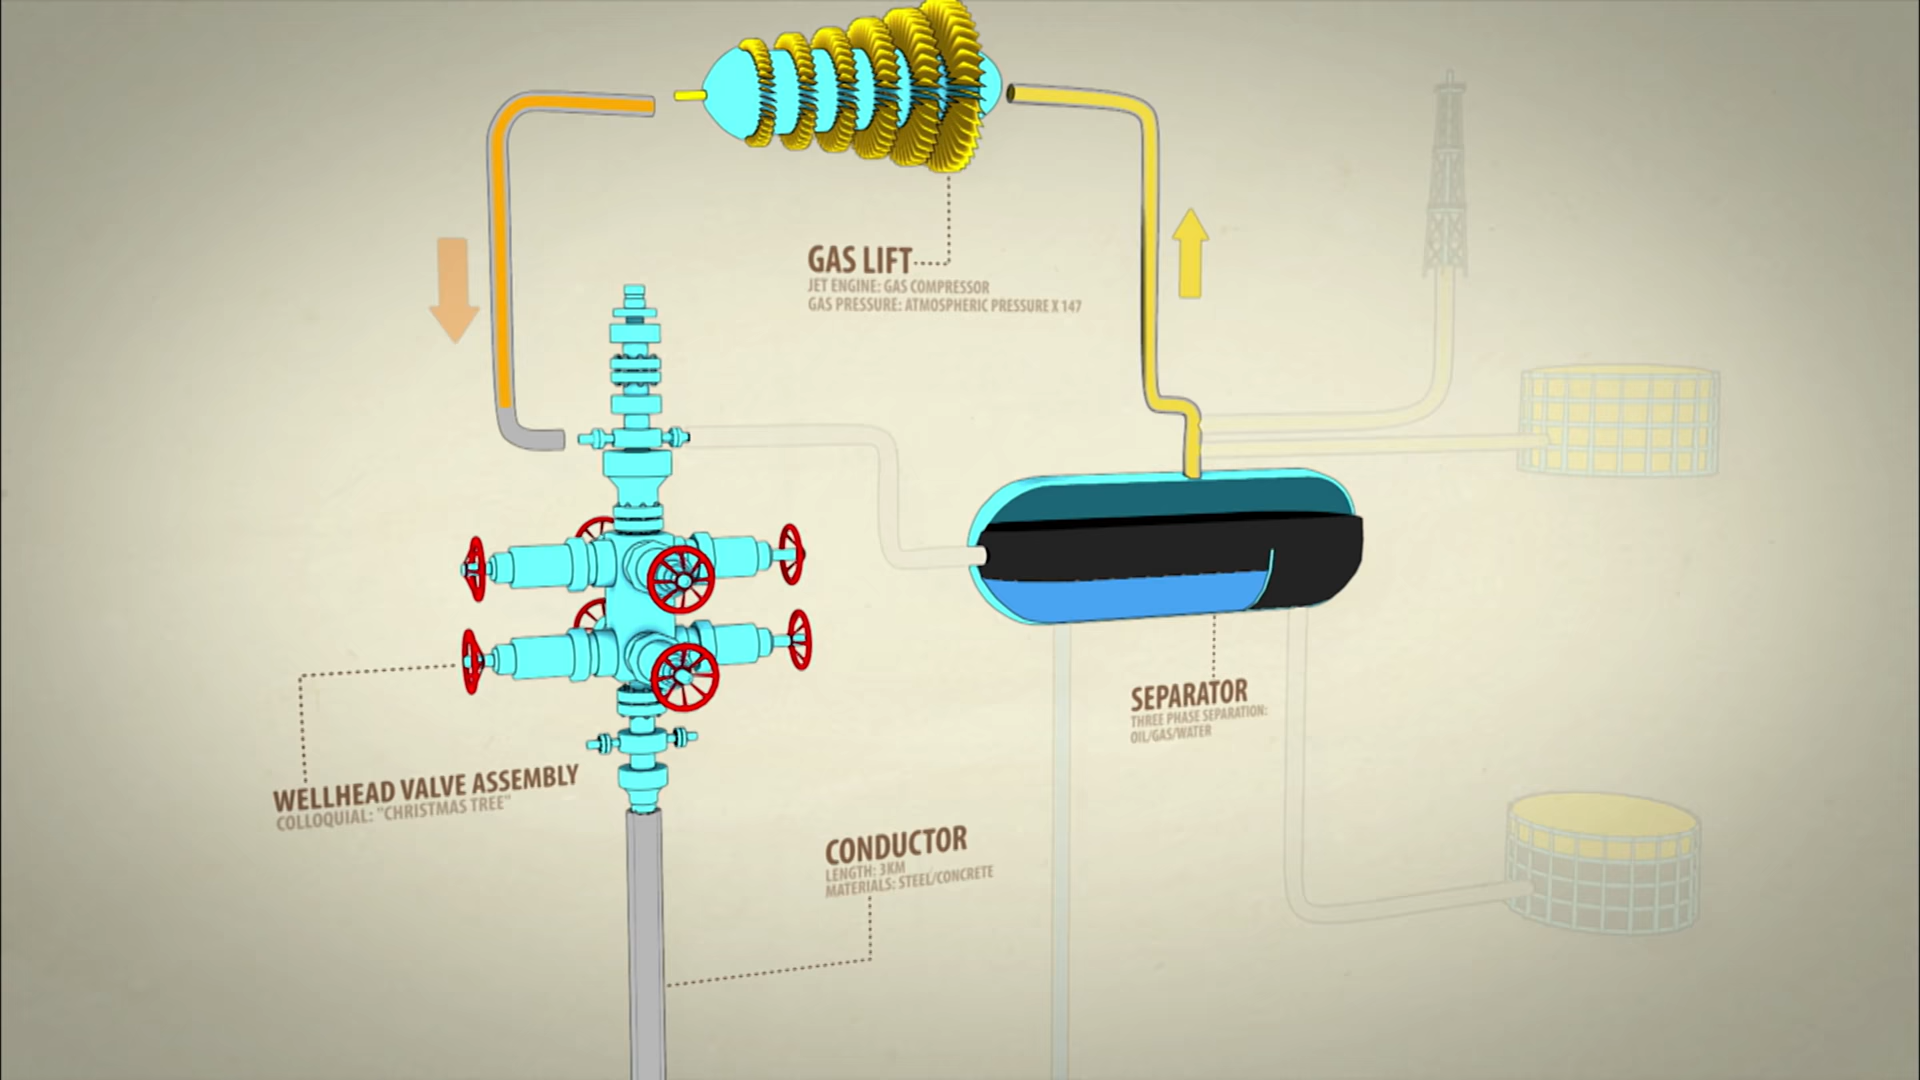 GAS LIFT
JET ENGINE: GAS COMPRESSOR
GAS PRESSURE: ATMOSPHERIC PRESSURE X 147
SEPARATOR
THREE PHASE SEPARATION:
OIL/GAS/WATER
WELLHEAD VALVE ASSEMBLY
COLLOQUIAL: "CHRISTMAS TREE"
CONDUCTOR
LENGTH: 3KM
MATERIALS: STEEL/CONCRETE